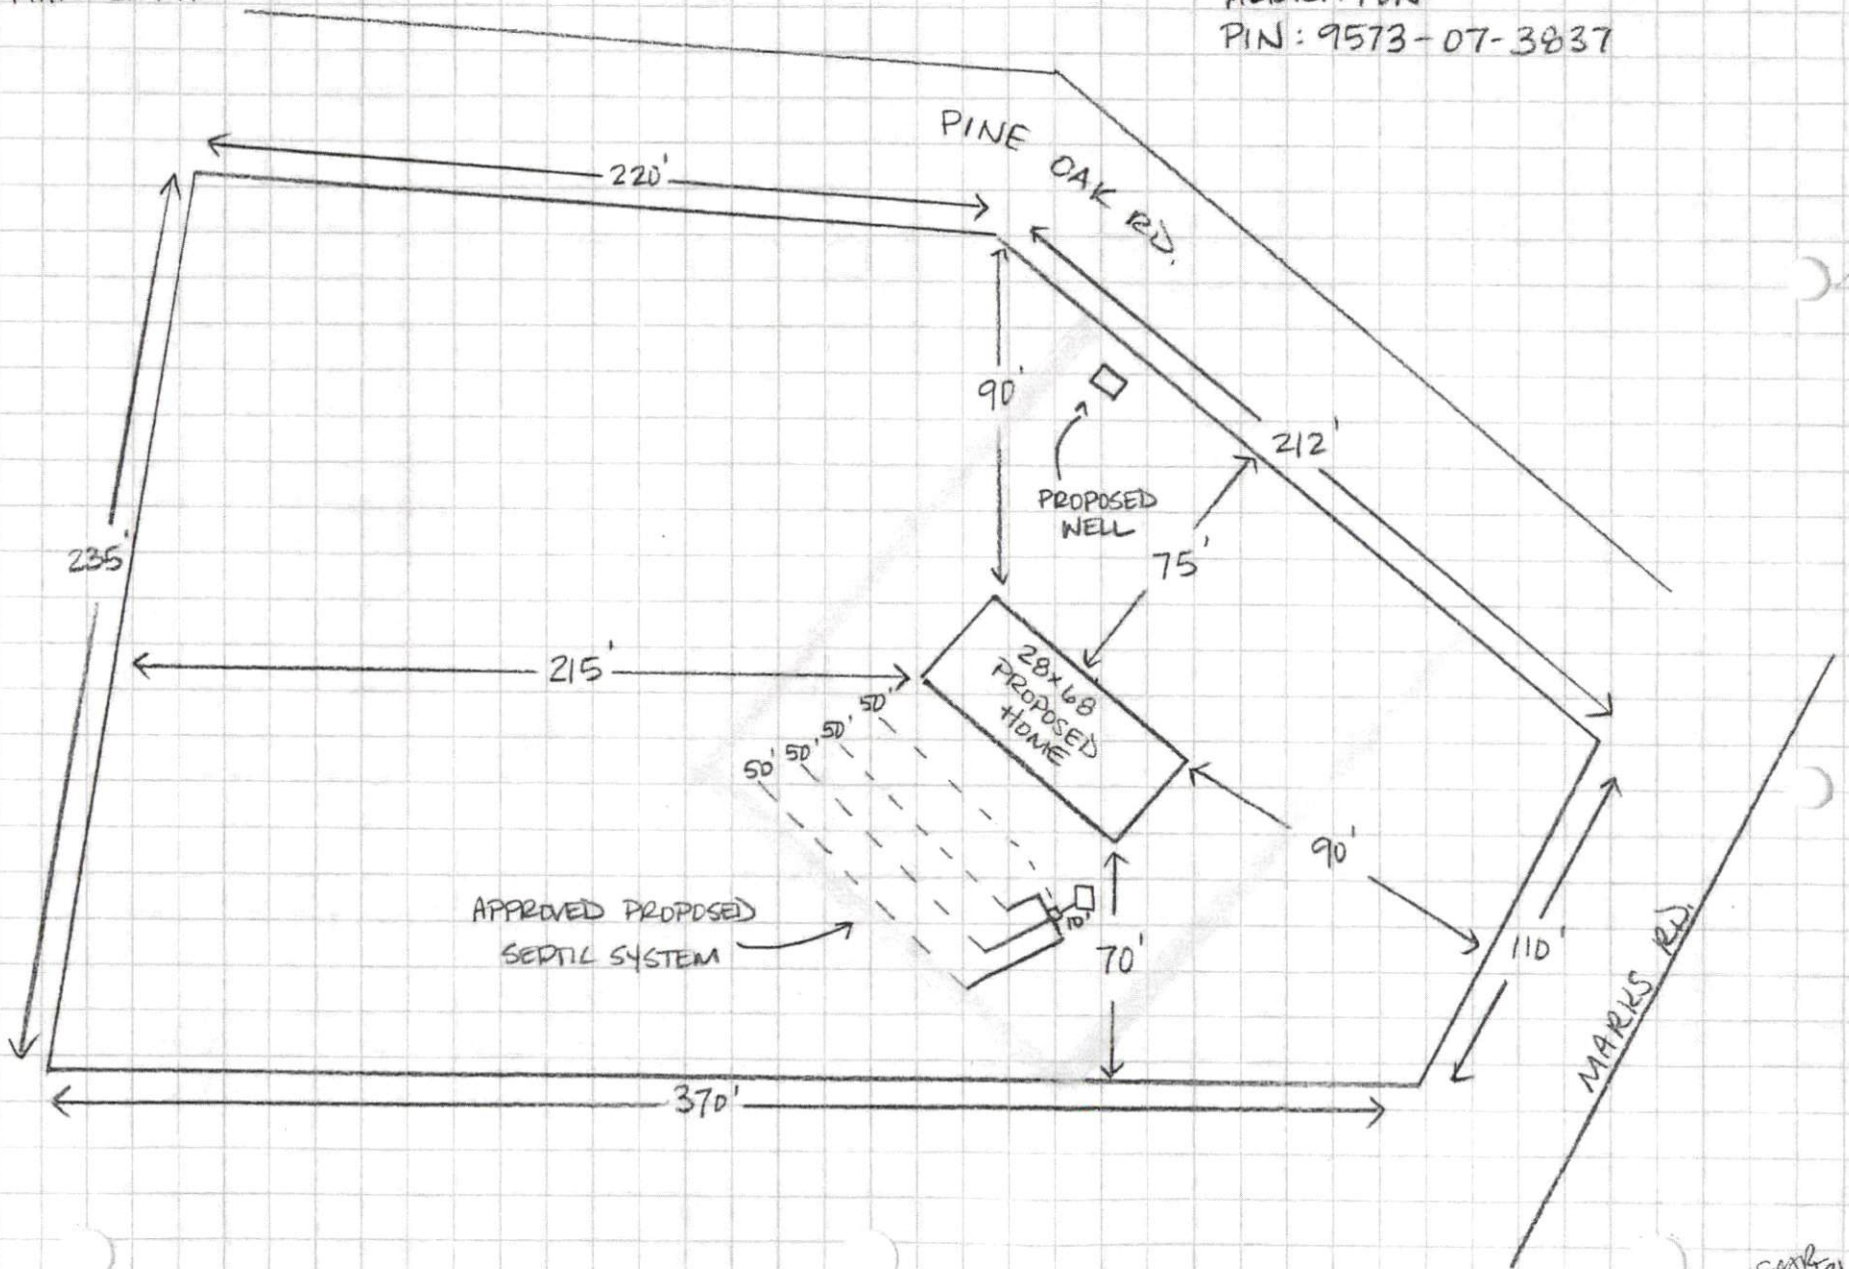 PIN: 9573-07-3837
PINE OAK RD.
220'
90'
212'
PROPOSED
WELL
75'
235'
215'
28x68
PROPOSED
HOME
50' 50' 50' 50'
90'
APPROVED PROPOSED
SEPTIC SYSTEM
10'
70'
110'
MARKS RD.
370'